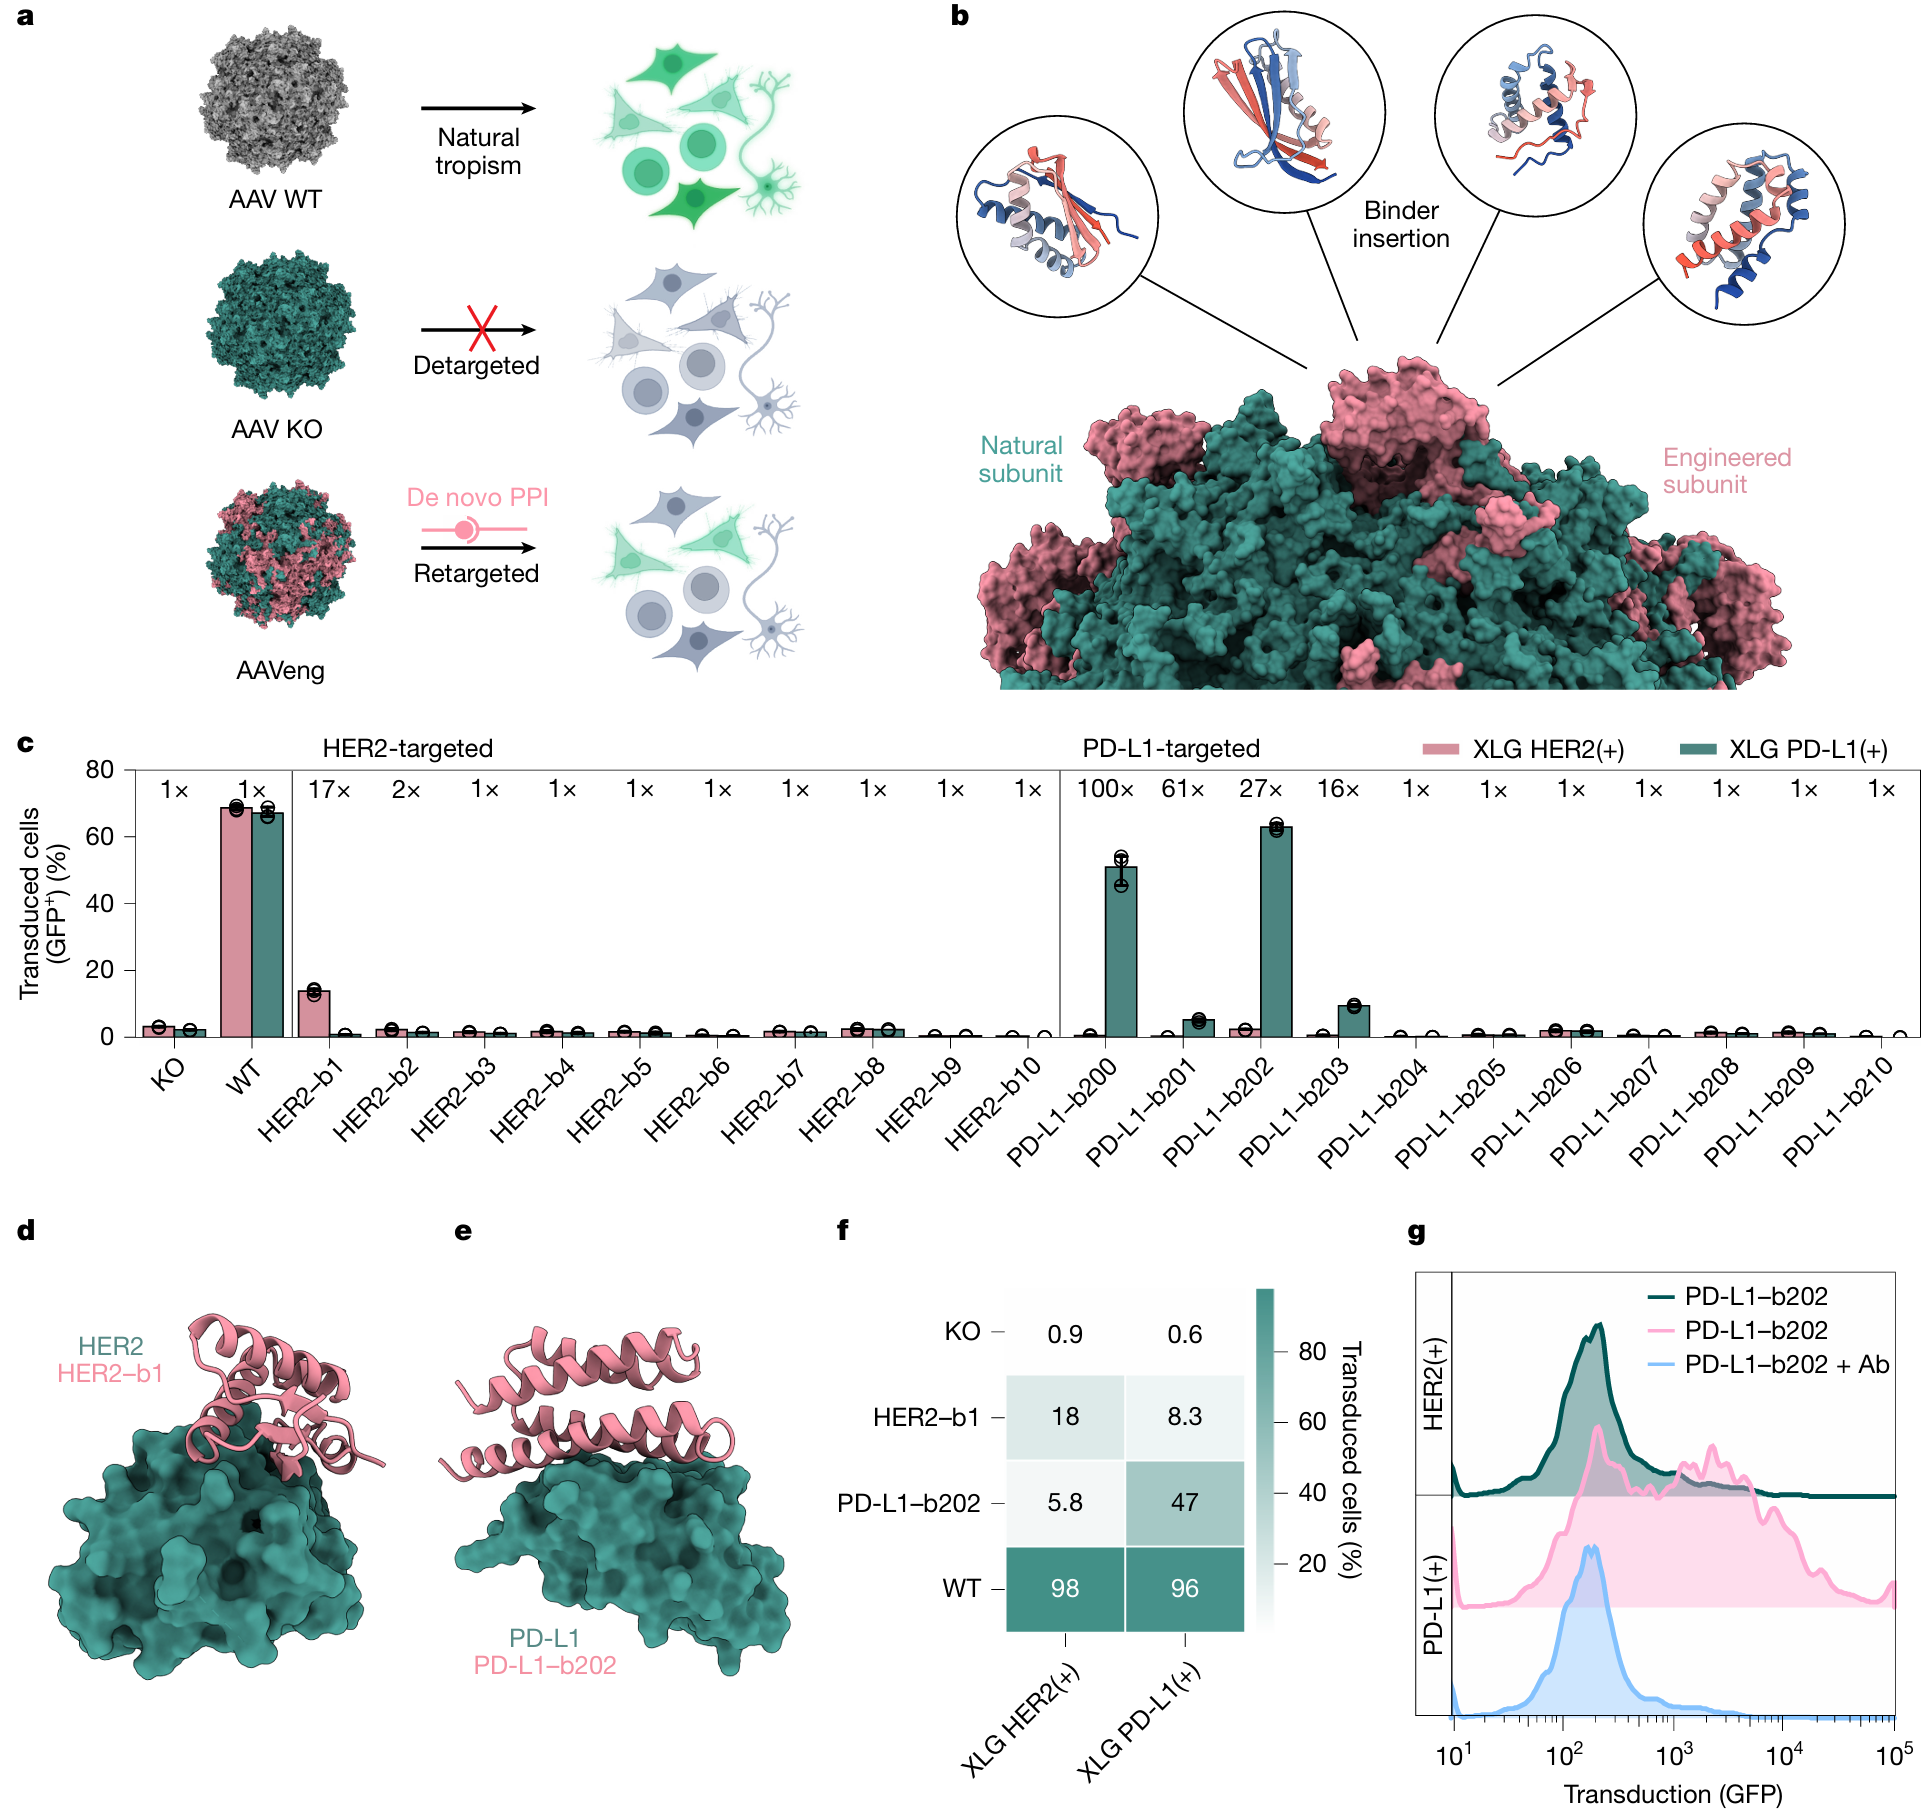 a
AAV WT
Natural
tropism
AAV KO
Detargeted
De novo PPI
Retargeted
AAVeng
b
Binder
insertion
Natural
subunit
Engineered
subunit
c
HER2-targeted
PD-L1-targeted
XLG HER2(+)
XLG PD-L1(+)
Transduced cells
(GFP⁺) (%)
80
60
40
20
0
1× 1× 17× 2× 1× 1× 1× 1× 1× 1× 1× 1× 100× 61× 27× 16× 1× 1× 1× 1× 1× 1× 1×
KO
WT
HER2–b1
HER2–b2
HER2–b3
HER2–b4
HER2–b5
HER2–b6
HER2–b7
HER2–b8
HER2–b9
HER2–b10
PD-L1–b200
PD-L1–b201
PD-L1–b202
PD-L1–b203
PD-L1–b204
PD-L1–b205
PD-L1–b206
PD-L1–b207
PD-L1–b208
PD-L1–b209
PD-L1–b210
d
HER2
HER2–b1
e
PD-L1
PD-L1–b202
f
KO 0.9 0.6
HER2–b1 18 8.3
PD-L1–b202 5.8 47
WT 98 96
XLG HER2(+)
XLG PD-L1(+)
80
60
40
20
Transduced cells (%)
g
HER2(+)
PD-L1(+)
PD-L1–b202
PD-L1–b202
PD-L1–b202 + Ab
10¹ 10² 10³ 10⁴ 10⁵
Transduction (GFP)